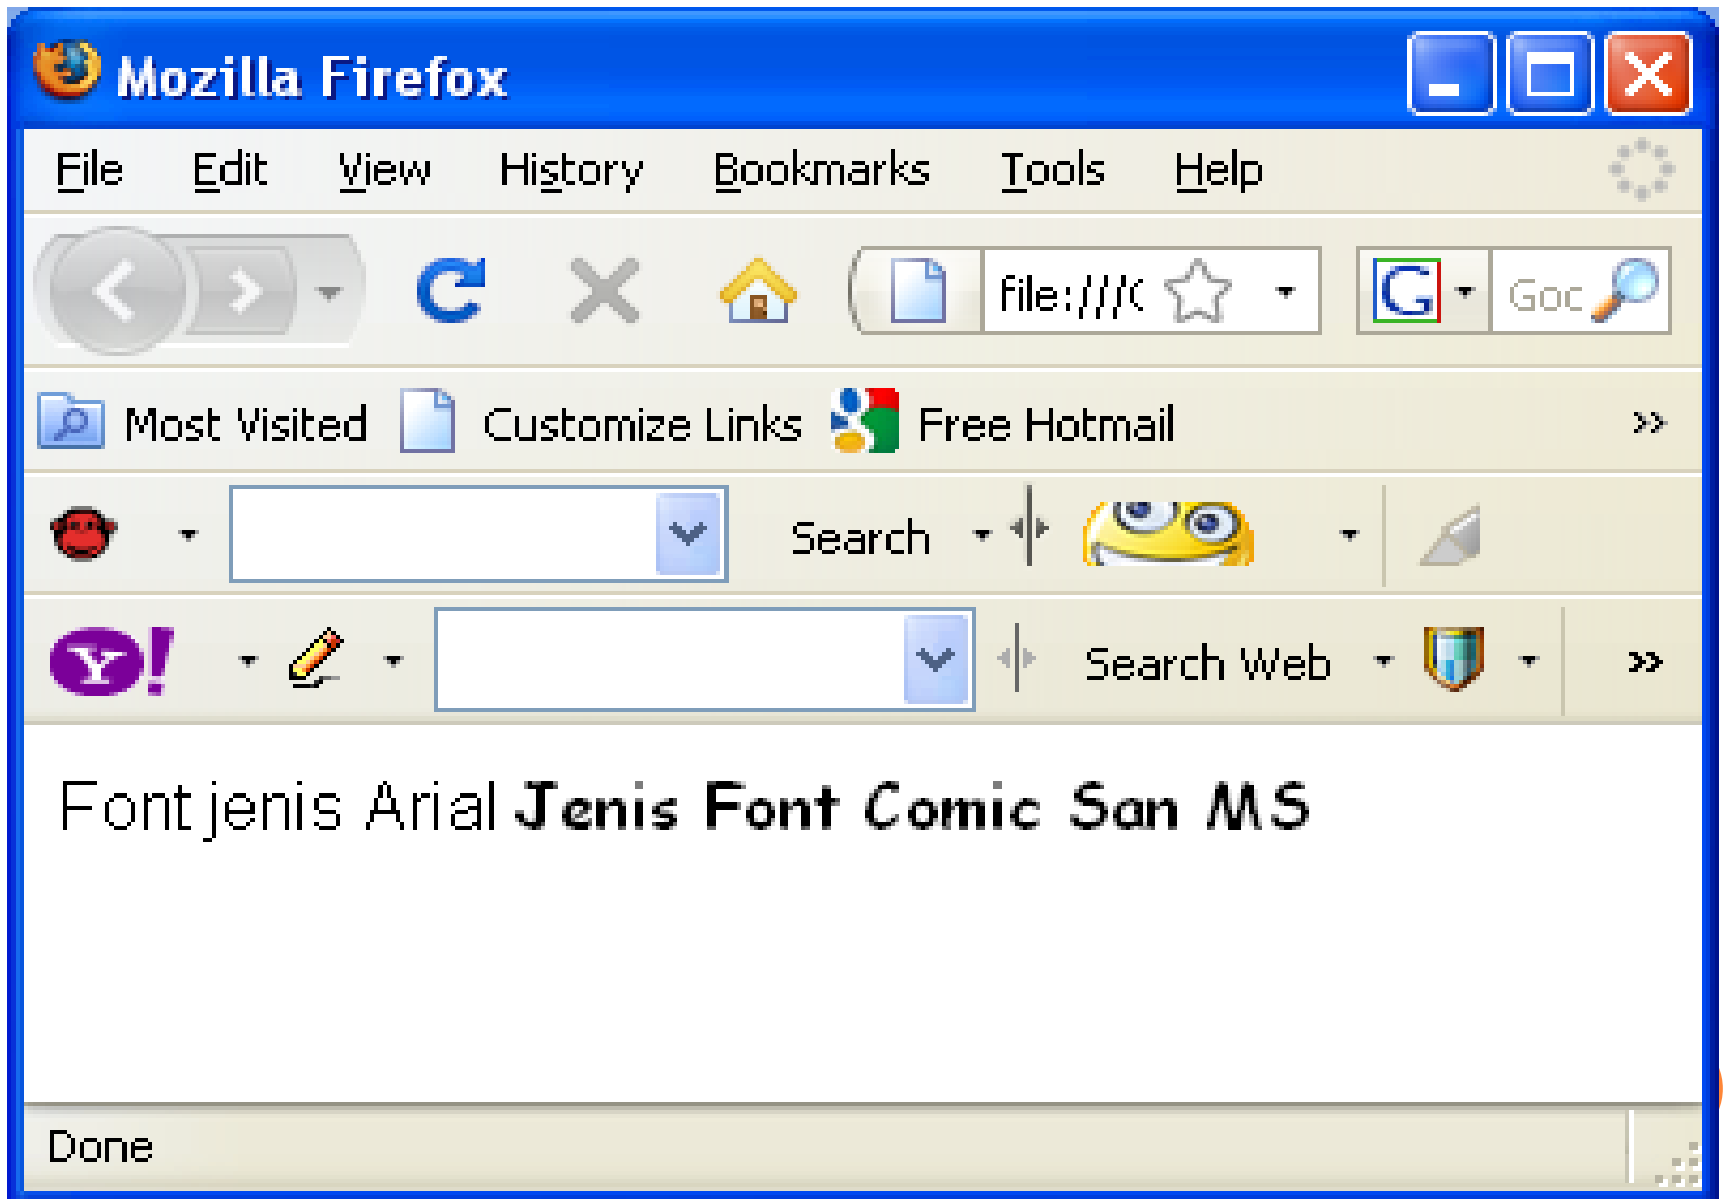 Mozilla Firefox
File Edit View History Bookmarks Tools Help
file:///C G Goc
Most Visited Customize Links Free Hotmail »
Search
Y! Search Web »
Font jenis Arial Jenis Font Comic San MS
Done